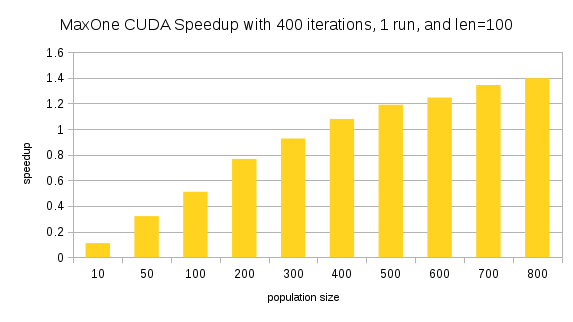 MaxOne CUDA Speedup with 400 iterations, 1 run, and len=100
speedup
1.6
1.4
1.2
1
0.8
0.6
0.4
0.2
0
10 50 100 200 300 400 500 600 700 800
population size